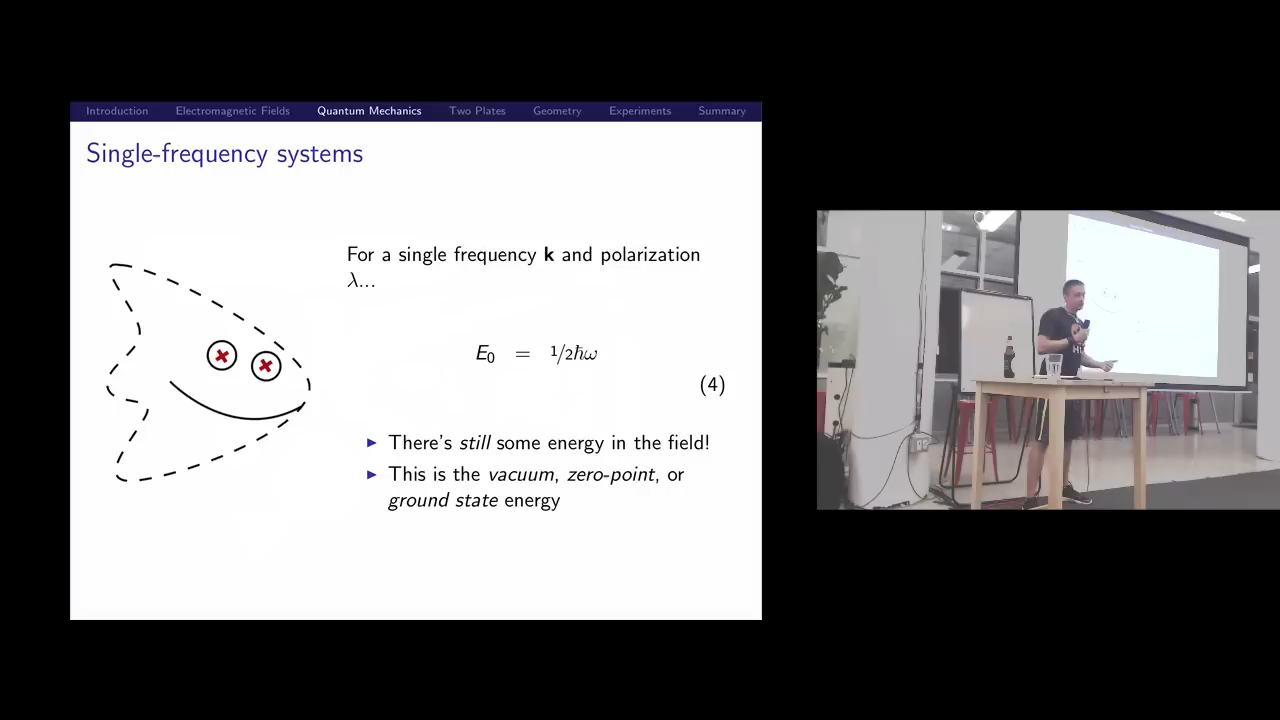 Introduction Electromagnetic Fields Quantum Mechanics Two Plates Geometry Experiments Summary
Single-frequency systems
For a single frequency k and polarization
λ...
E₀ = 1/2ℏω
(4)
There's still some energy in the field!
This is the vacuum, zero-point, or
ground state energy